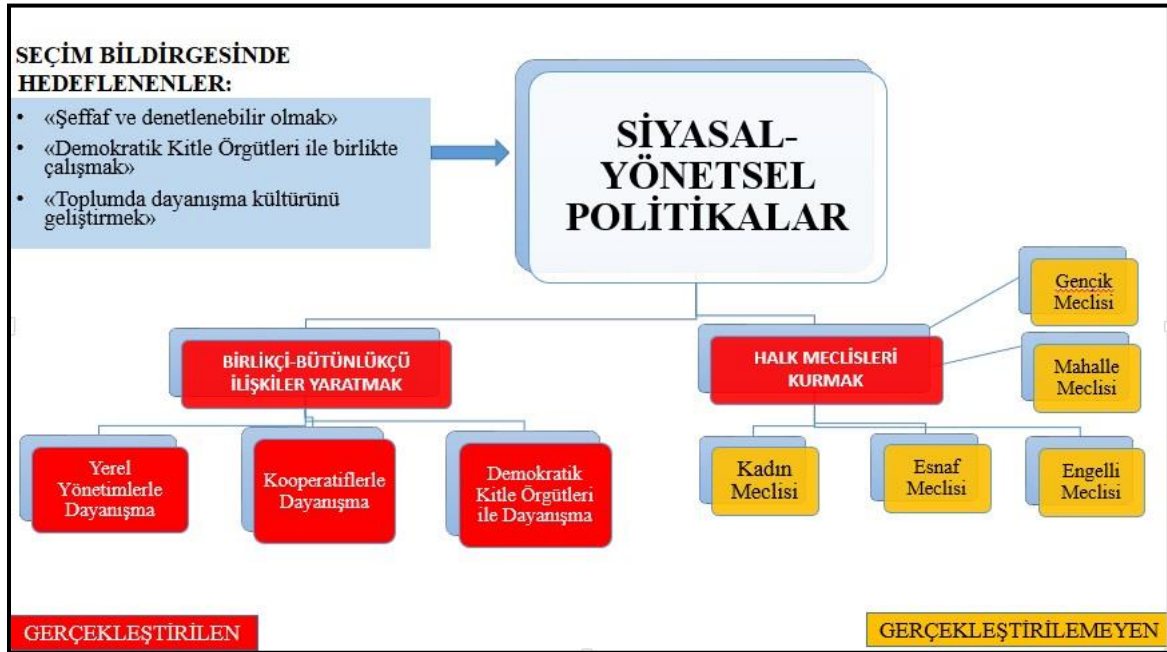 SEÇİM BİLDİRGESİNDE
HEDEFLENENLER:
• «Şeffaf ve denetlenebilir olmak»
• «Demokratik Kitle Örgütleri ile birlikte
çalışmak»
• «Toplumda dayanışma kültürünü
geliştirmek»
SİYASAL-
YÖNETSEL
POLİTİKALAR
BİRLİKÇİ-BÜTÜNLÜKÇÜ
İLİŞKİLER YARATMAK
Yerel
Yönetimlerle
Dayanışma
Kooperatiflerle
Dayanışma
Demokratik
Kitle Örgütleri
ile Dayanışma
HALK MECLİSLERİ
KURMAK
Gençik
Meclisi
Mahalle
Meclisi
Kadın
Meclisi
Esnaf
Meclisi
Engelli
Meclisi
GERÇEKLEŞTİRİLEN
GERÇEKLEŞTİRİLEMEYEN